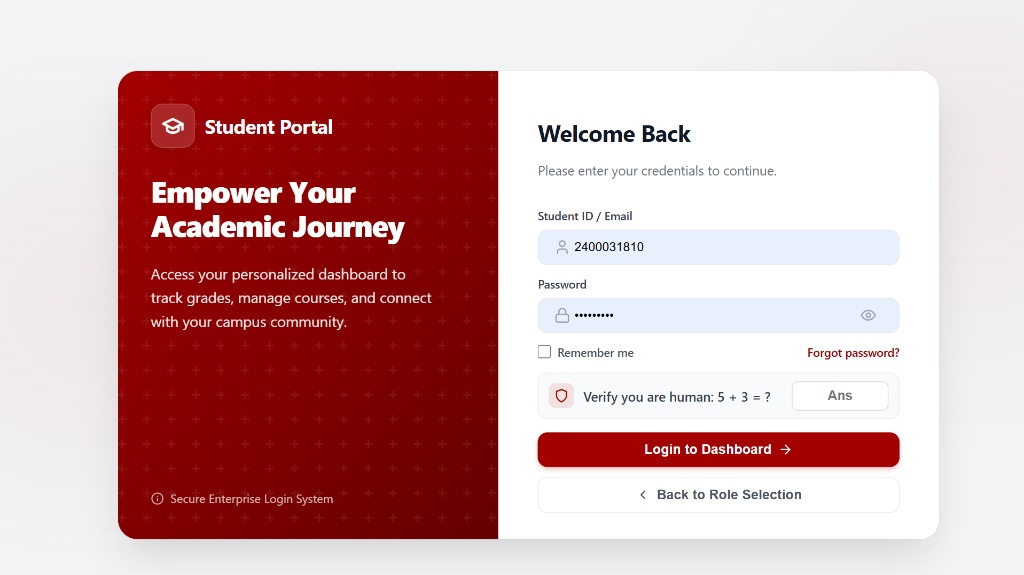 Student Portal
Empower Your
Academic Journey
Access your personalized dashboard to
track grades, manage courses, and connect
with your campus community.
Secure Enterprise Login System
Welcome Back
Please enter your credentials to continue.
Student ID / Email
2400031810
Password
•••••••••
Remember me
Forgot password?
Verify you are human: 5 + 3 = ?
Ans
Login to Dashboard
Back to Role Selection